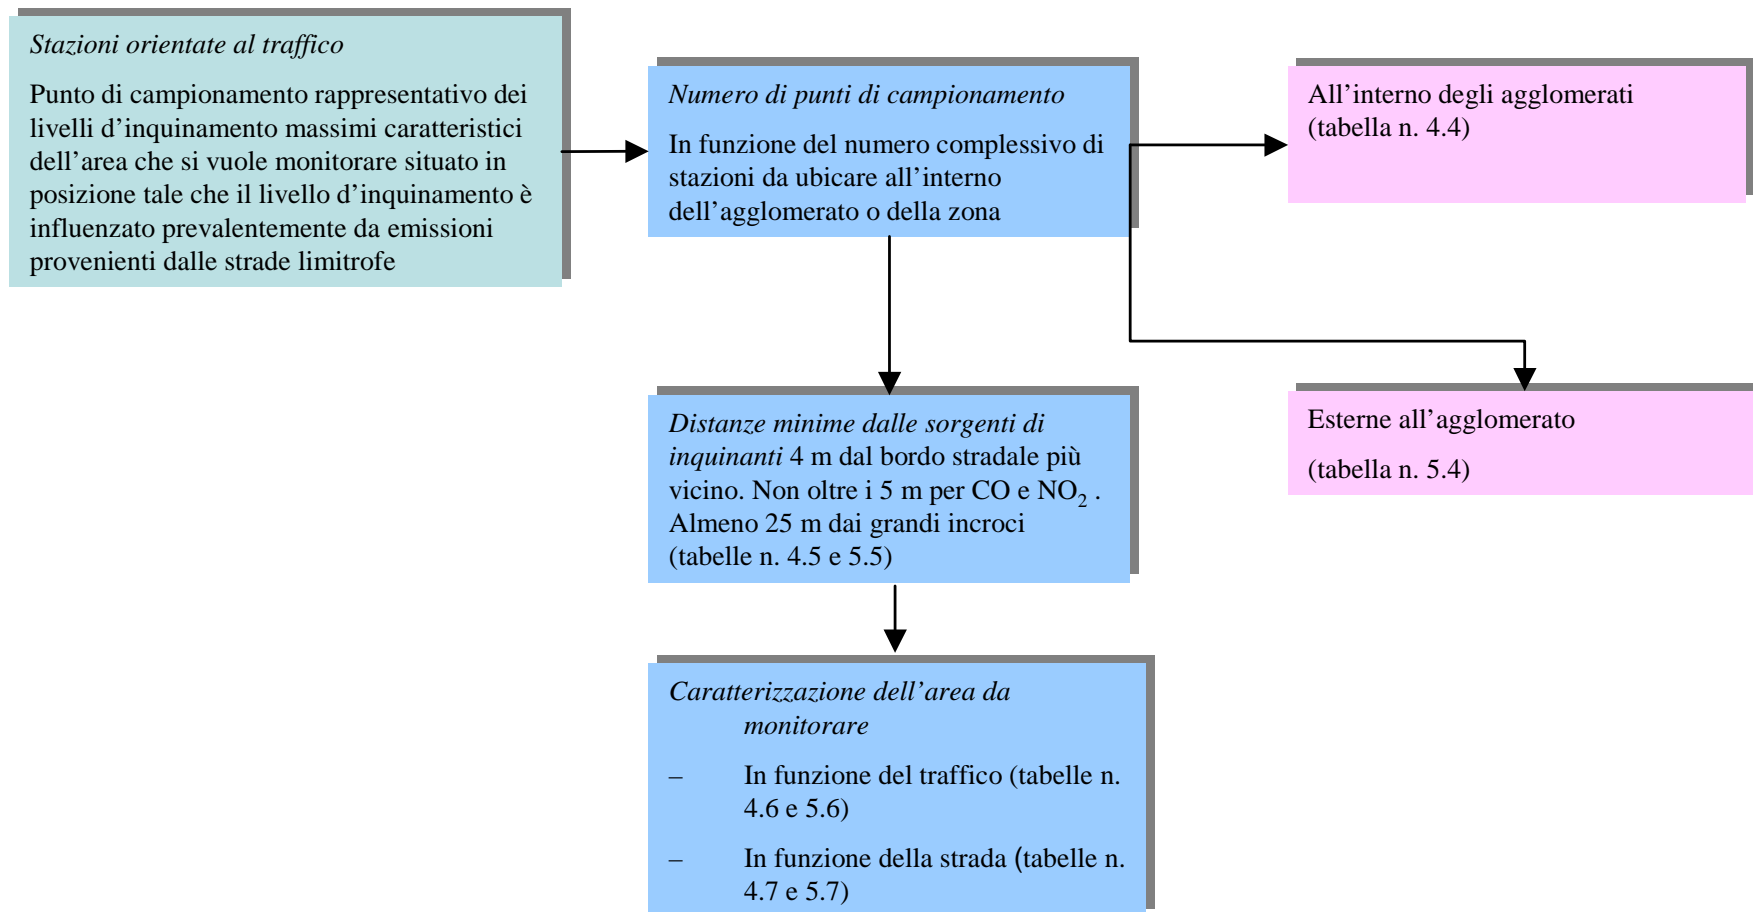 Stazioni orientate al traffico
Punto di campionamento rappresentativo dei
livelli d’inquinamento massimi caratteristici
dell’area che si vuole monitorare situato in
posizione tale che il livello d’inquinamento è
influenzato prevalentemente da emissioni
provenienti dalle strade limitrofe
Numero di punti di campionamento
In funzione del numero complessivo di
stazioni da ubicare all’interno
dell’agglomerato o della zona
All’interno degli agglomerati
(tabella n. 4.4)
Esterne all’agglomerato
(tabella n. 5.4)
Distanze minime dalle sorgenti di
inquinanti 4 m dal bordo stradale più
vicino. Non oltre i 5 m per CO e NO₂ .
Almeno 25 m dai grandi incroci
(tabelle n. 4.5 e 5.5)
Caratterizzazione dell’area da
monitorare
– In funzione del traffico (tabelle n.
4.6 e 5.6)
– In funzione della strada (tabelle n.
4.7 e 5.7)